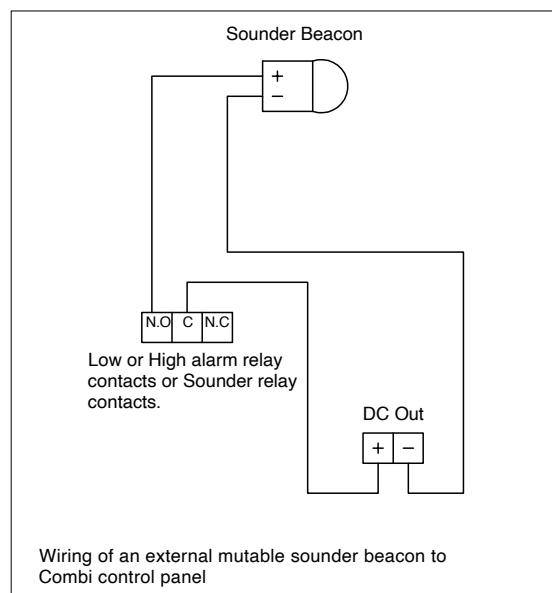 Sounder Beacon
+
−
N.O C N.C
Low or High alarm relay
contacts or Sounder relay
contacts.
DC Out
+ −
Wiring of an external mutable sounder beacon to
Combi control panel